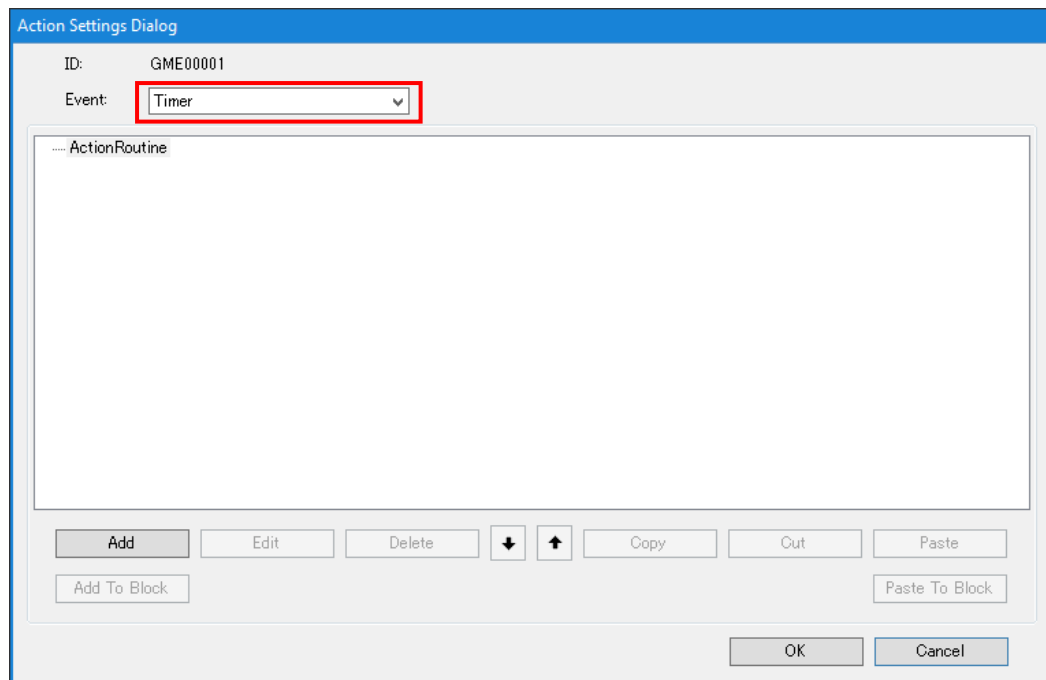 Action Settings Dialog
ID: GME00001
Event: Timer
ActionRoutine
Add Edit Delete Copy Cut Paste
Add To Block Paste To Block
OK Cancel